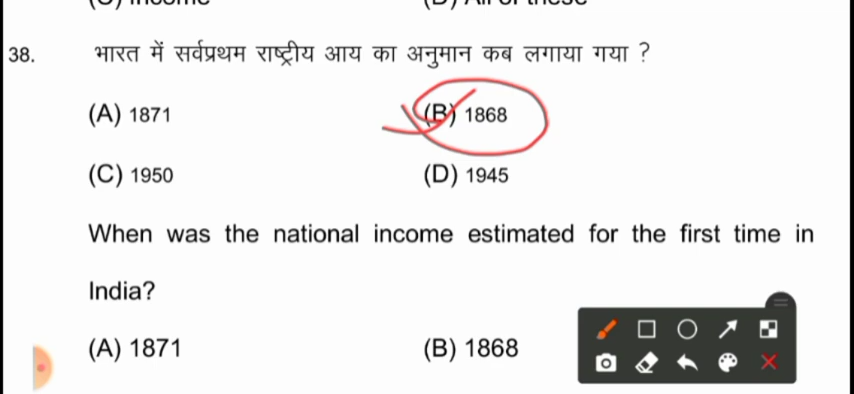 38. भारत में सर्वप्रथम राष्ट्रीय आय का अनुमान कब लगाया गया ?
(A) 1871 (B) 1868
(C) 1950 (D) 1945
When was the national income estimated for the first time in
India?
(A) 1871 (B) 1868